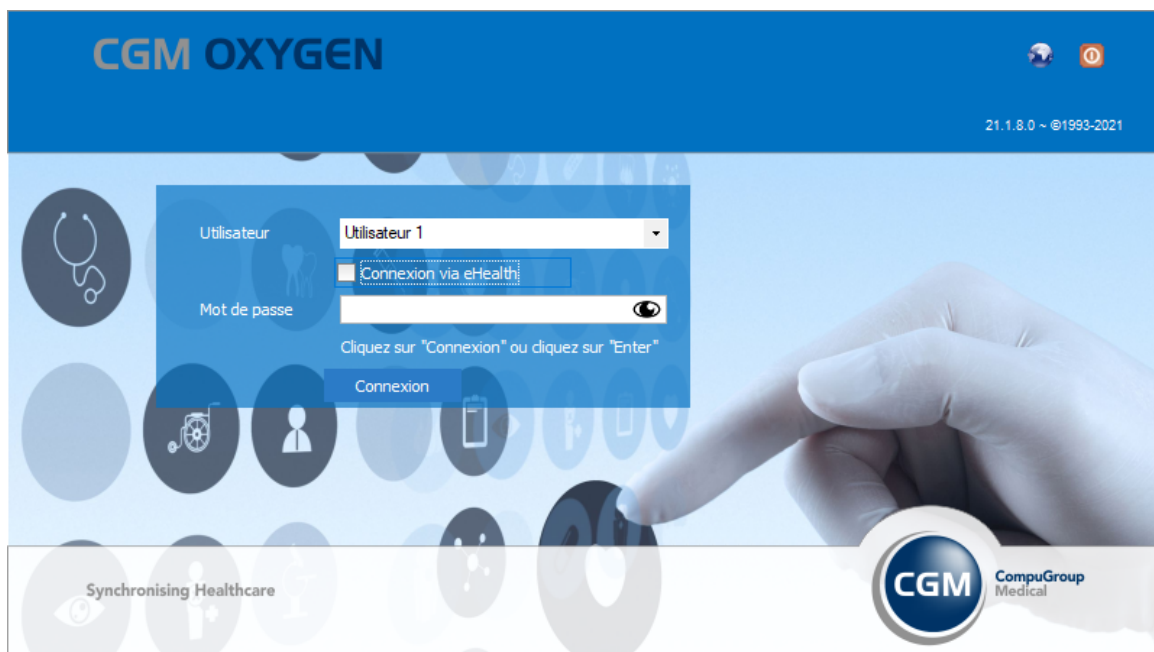 CGM OXYGEN
21.1.8.0 ~ ©1993-2021
Utilisateur
Utilisateur 1
Connexion via eHealth
Mot de passe
Cliquez sur "Connexion" ou cliquez sur "Enter"
Connexion
Synchronising Healthcare
CGM
CompuGroup
Medical